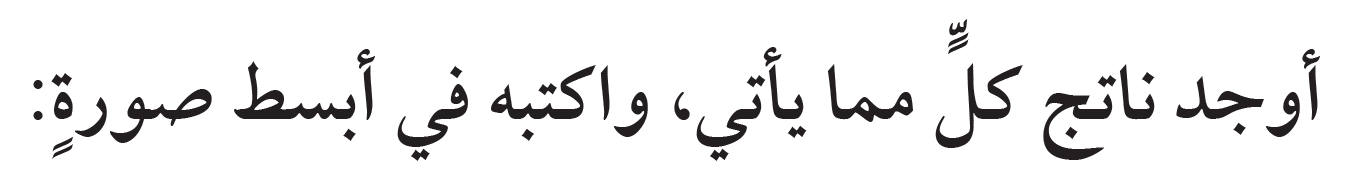 أوجد ناتج كلٍّ مما يأتي، واكتبه في أبسط صورةٍ: